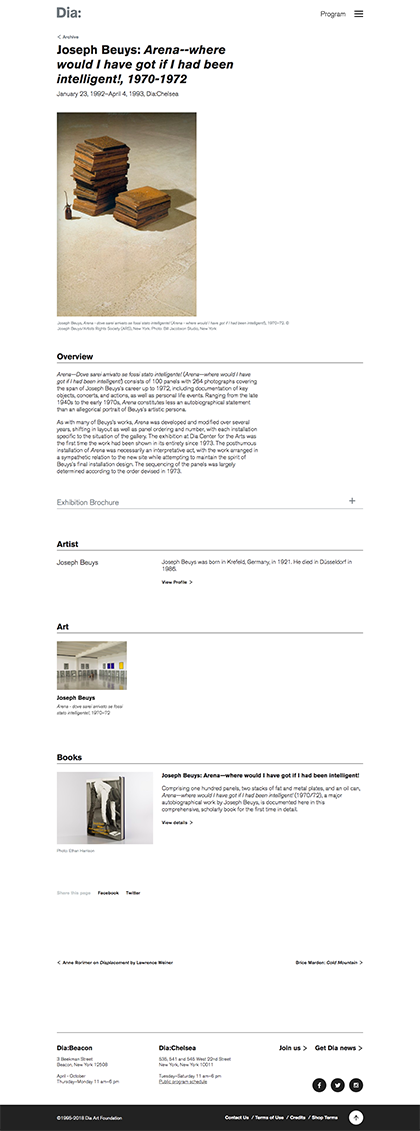 Dia:
Program
Archive
Joseph Beuys: Arena--where
would I have got if I had been
intelligent!, 1970-1972
January 23, 1992–April 4, 1993, Dia:Chelsea
Joseph Beuys, Arena - dove sarei arrivato se fossi stato intelligente! (Arena - where would I have got if I had been intelligent!), 1970–72. ©
Joseph Beuys/Artists Rights Society (ARS), New York. Photo: Bill Jacobson Studio, New York
Overview
Arena—Dove sarei arrivato se fossi stato intelligente! (Arena—where would I have
got if I had been intelligent!) consists of 100 panels with 264 photographs covering
the span of Joseph Beuys's career up to 1972, including documentation of key
objects, concerts, and actions, as well as personal life events. Ranging from the late
1940s to the early 1970s, Arena constitutes less an autobiographical statement
than an allegorical portrait of Beuys's artistic persona.
As with many of Beuys's works, Arena was developed and modified over several
years, shifting in layout as well as panel ordering and number, with each installation
specific to the situation of the gallery. The exhibition at Dia Center for the Arts was
the first time the work had been shown in its entirety since 1973. The posthumous
installation of Arena was necessarily an interpretive act, with the work arranged in
a sympathetic relation to the new site while attempting to maintain the spirit of
Beuys's final installation design. The sequencing of the panels was largely
determined according to the order devised in 1973.
Exhibition Brochure
Artist
Joseph Beuys
Joseph Beuys was born in Krefeld, Germany, in 1921. He died in Düsseldorf in
1986.
View Profile
Art
Joseph Beuys
Arena - dove sarei arrivato se fossi
stato intelligente!, 1970–72
Books
Joseph Beuys: Arena—where would I have got if I had been intelligent!
Comprising one hundred panels, two stacks of fat and metal plates, and an oil can,
Arena—where would I have got if I had been intelligent! (1970/72), a major
autobiographical work by Joseph Beuys, is documented here in this
comprehensive, scholarly book for the first time in detail.
View details
Photo: Ethan Harrison
Share this page
Facebook
Twitter
Anne Rorimer on Displacement by Lawrence Weiner
Brice Marden: Cold Mountain
Dia:Beacon
3 Beekman Street
Beacon, New York 12508
April - October
Thursday–Monday 11 am–6 pm
Dia:Chelsea
535, 541 and 545 West 22nd Street
New York, New York 10011
Tuesday–Saturday 11 am–6 pm
Public program schedule
Join us
Get Dia news
©1995-2018 Dia Art Foundation
Contact Us / Terms of Use / Credits / Shop Terms